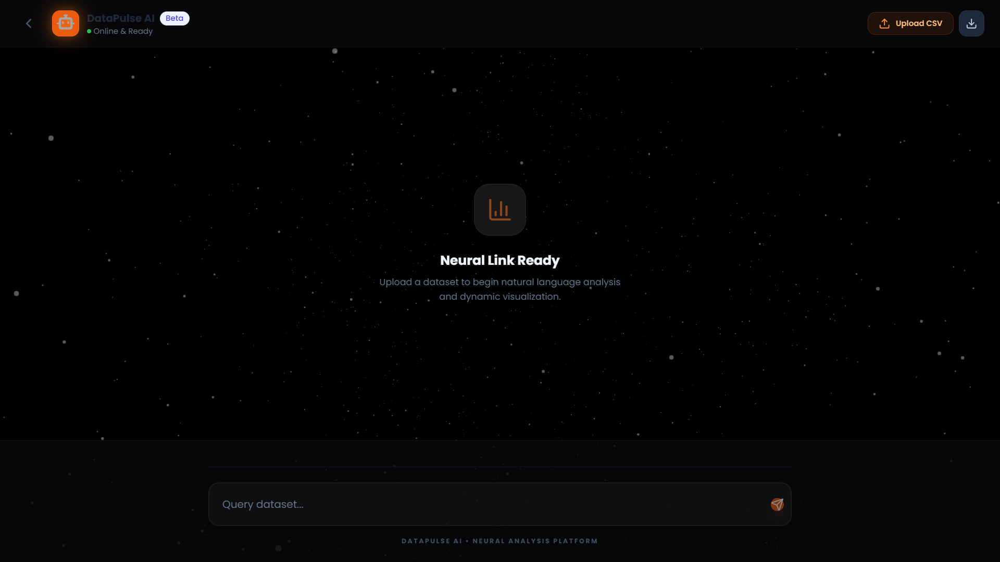 DataPulse AI Beta
Online & Ready
Upload CSV
Neural Link Ready
Upload a dataset to begin natural language analysis
and dynamic visualization.
Query dataset...
DATAPULSE AI • NEURAL ANALYSIS PLATFORM